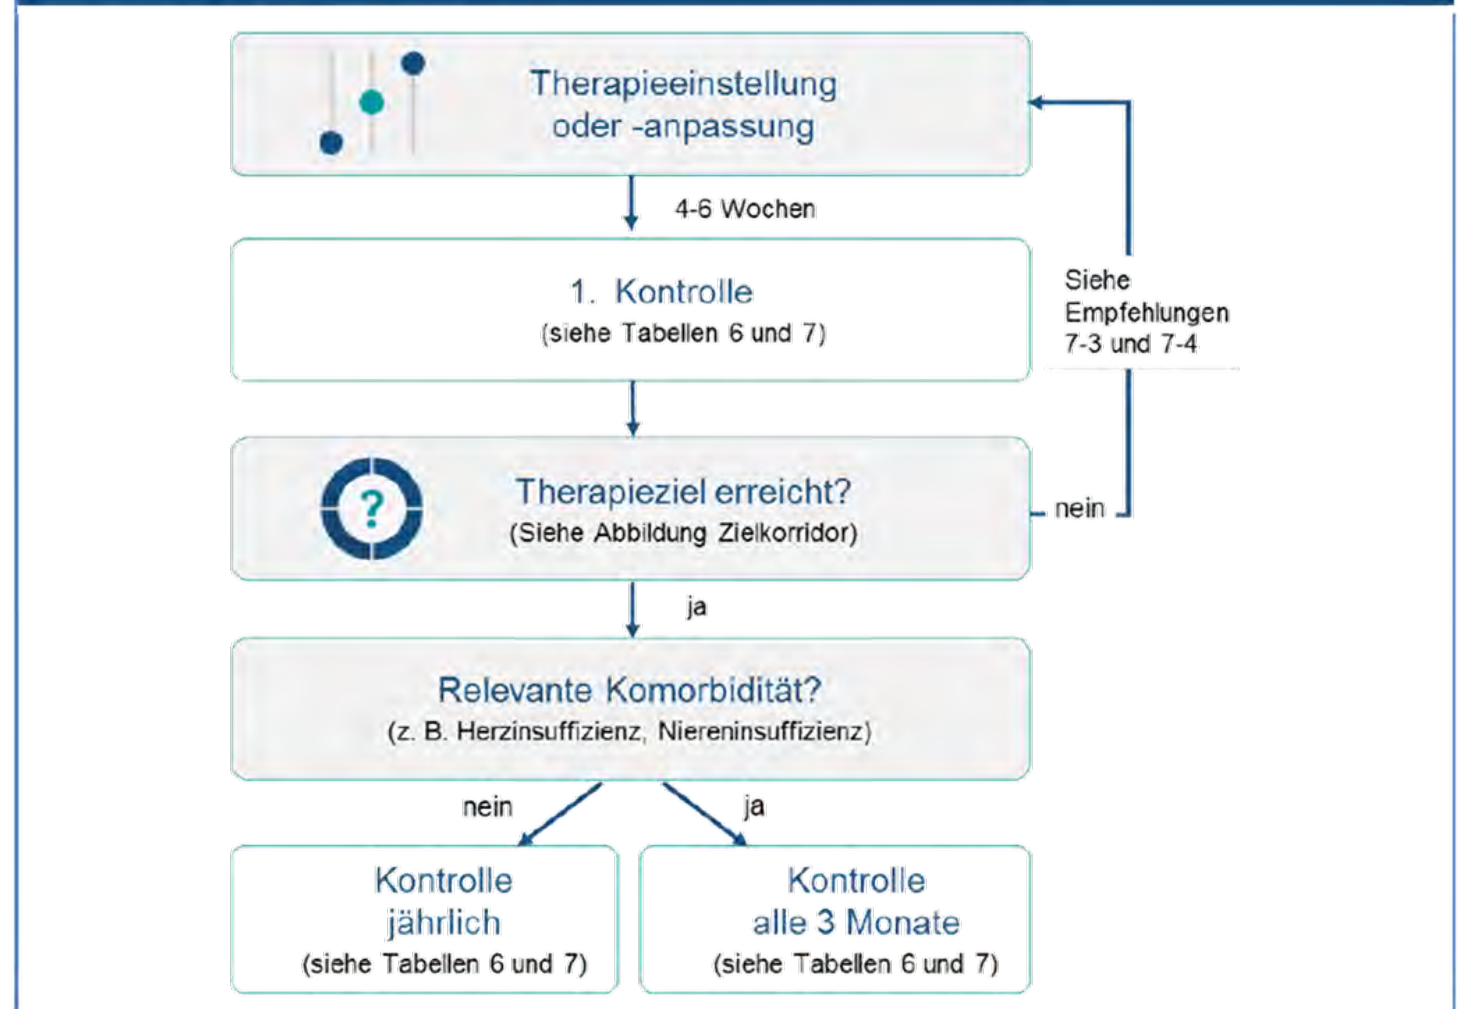 Therapieeinstellung
oder -anpassung
4-6 Wochen
1. Kontrolle
(siehe Tabellen 6 und 7)
Siehe
Empfehlungen
7-3 und 7-4
?
Therapieziel erreicht?
(Siehe Abbildung Zielkorridor)
nein
ja
Relevante Komorbidität?
(z. B. Herzinsuffizienz, Niereninsuffizienz)
nein
ja
Kontrolle
jährlich
(siehe Tabellen 6 und 7)
Kontrolle
alle 3 Monate
(siehe Tabellen 6 und 7)